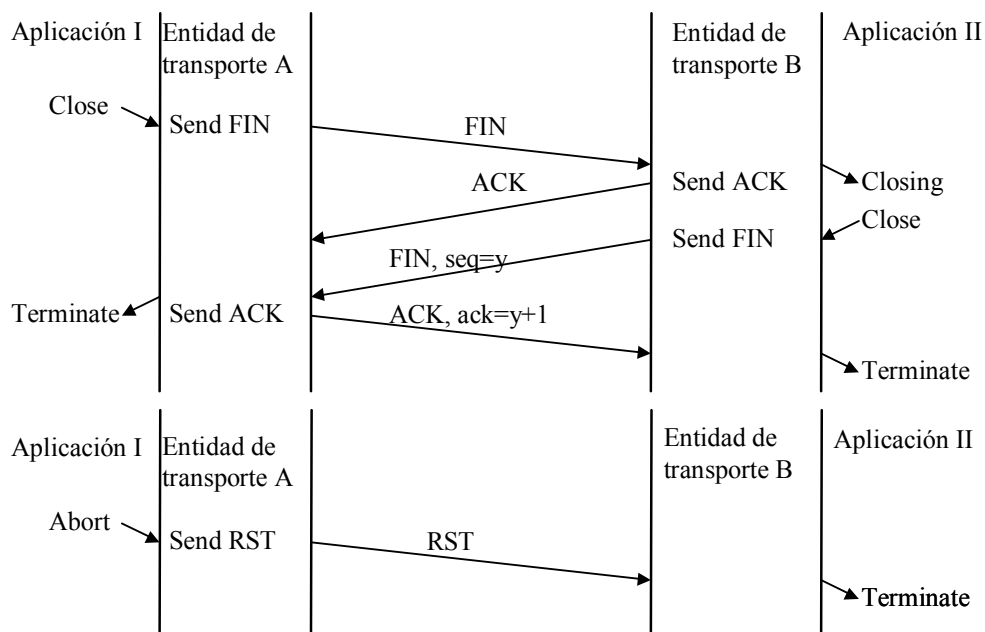 Aplicación I
Entidad de
transporte A
Entidad de
transporte B
Aplicación II
Close
Send FIN
FIN
ACK
Send ACK
Closing
Close
Send FIN
FIN, seq=y
Terminate
Send ACK
ACK, ack=y+1
Terminate
Aplicación I
Entidad de
transporte A
Entidad de
transporte B
Aplicación II
Abort
Send RST
RST
Terminate